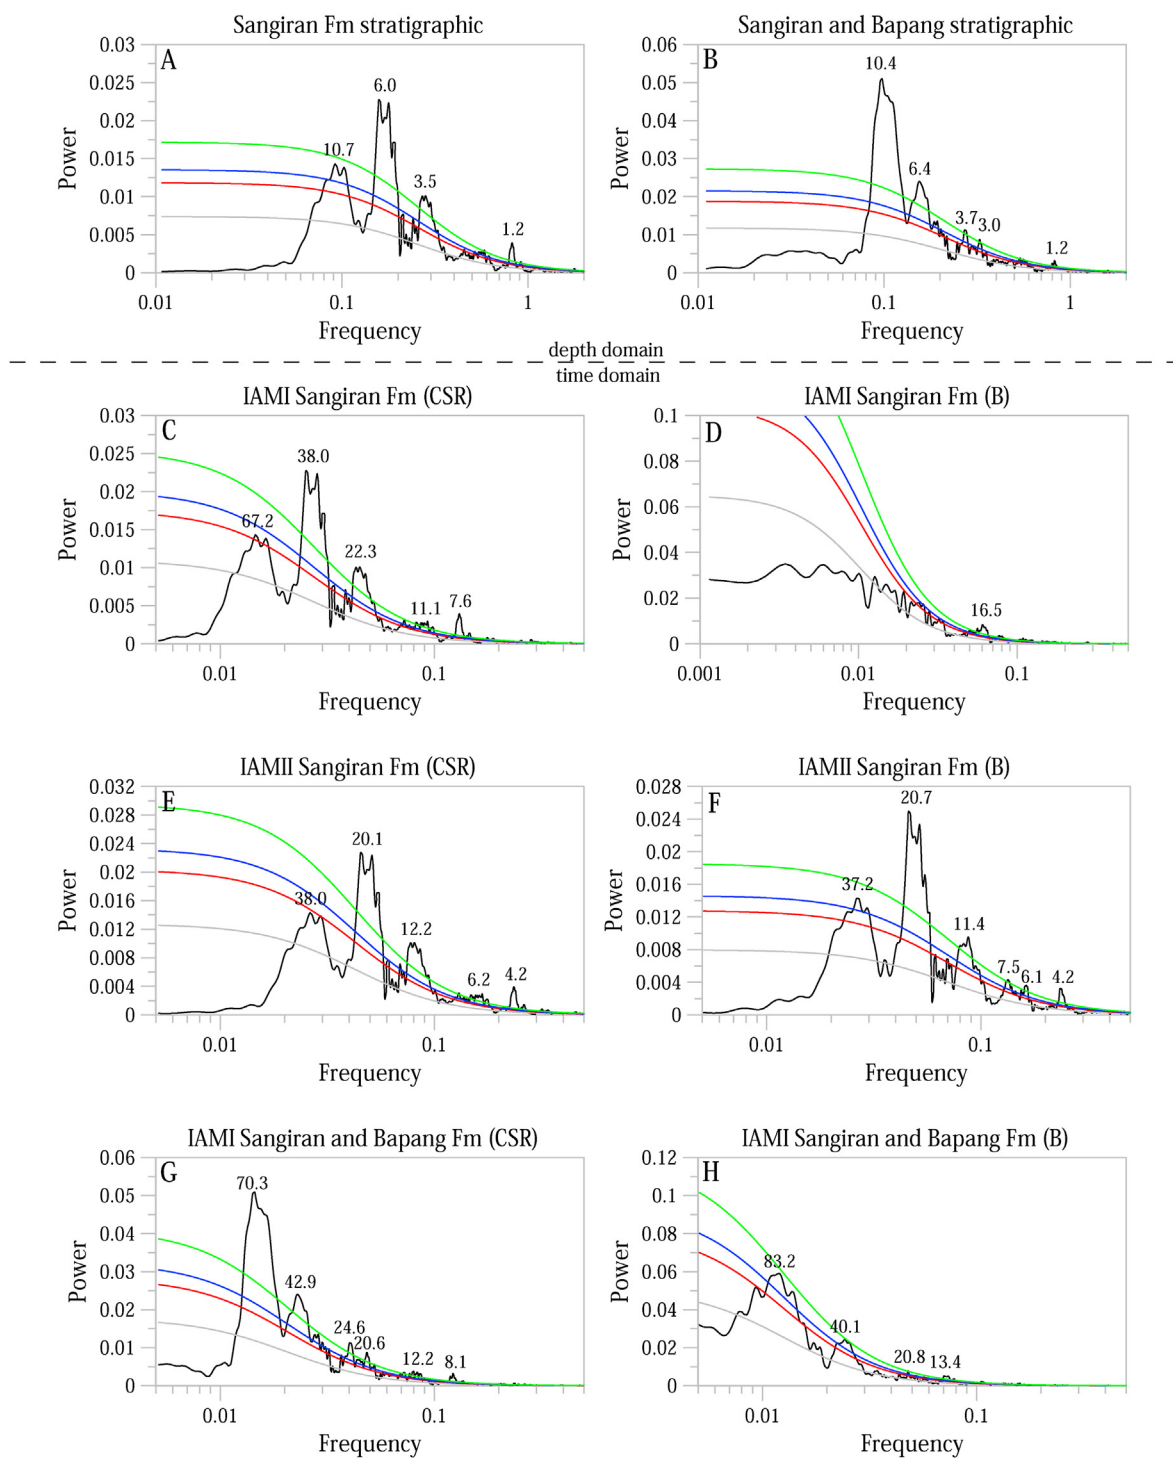 Sangiran Fm stratigraphic
A
0.03
0.025
0.02
0.015
0.01
0.005
0
Power
10.7
6.0
3.5
1.2
0.01 0.1 1
Frequency
Sangiran and Bapang stratigraphic
B
0.06
0.05
0.04
0.03
0.02
0.01
0
Power
10.4
6.4
3.7
3.0
1.2
0.01 0.1 1
Frequency
depth domain
time domain
IAMI Sangiran Fm (CSR)
C
0.03
0.025
0.02
0.015
0.01
0.005
0
Power
67.2
38.0
22.3
11.1
7.6
0.01 0.1
Frequency
IAMI Sangiran Fm (B)
D
0.1
0.08
0.06
0.04
0.02
0
Power
16.5
0.001 0.01 0.1
Frequency
IAMII Sangiran Fm (CSR)
E
0.032
0.028
0.024
0.02
0.016
0.012
0.008
0.004
0
Power
38.0
20.1
12.2
6.2
4.2
0.01 0.1
Frequency
IAMII Sangiran Fm (B)
F
0.028
0.024
0.02
0.016
0.012
0.008
0.004
0
Power
37.2
20.7
11.4
7.5
6.1
4.2
0.01 0.1
Frequency
IAMI Sangiran and Bapang Fm (CSR)
G
0.06
0.05
0.04
0.03
0.02
0.01
0
Power
70.3
42.9
24.6
20.6
12.2
8.1
0.01 0.1
Frequency
IAMI Sangiran and Bapang Fm (B)
H
0.12
0.1
0.08
0.06
0.04
0.02
0
Power
83.2
40.1
20.8
13.4
0.01 0.1
Frequency